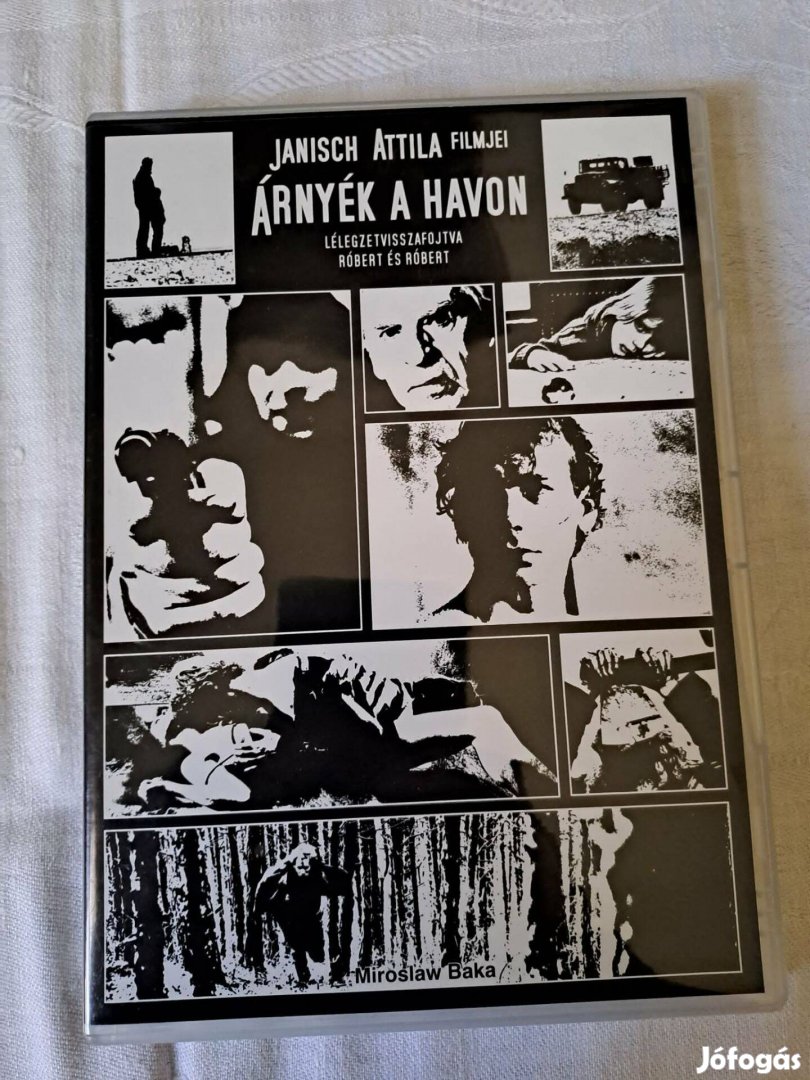 JANISCH ATTILA FILMJEI
ÁRNYÉK A HAVON
LÉLEGZETVISSZAFOJTVA
RÓBERT ÉS RÓBERT
Miroslaw Baka
Jófogás